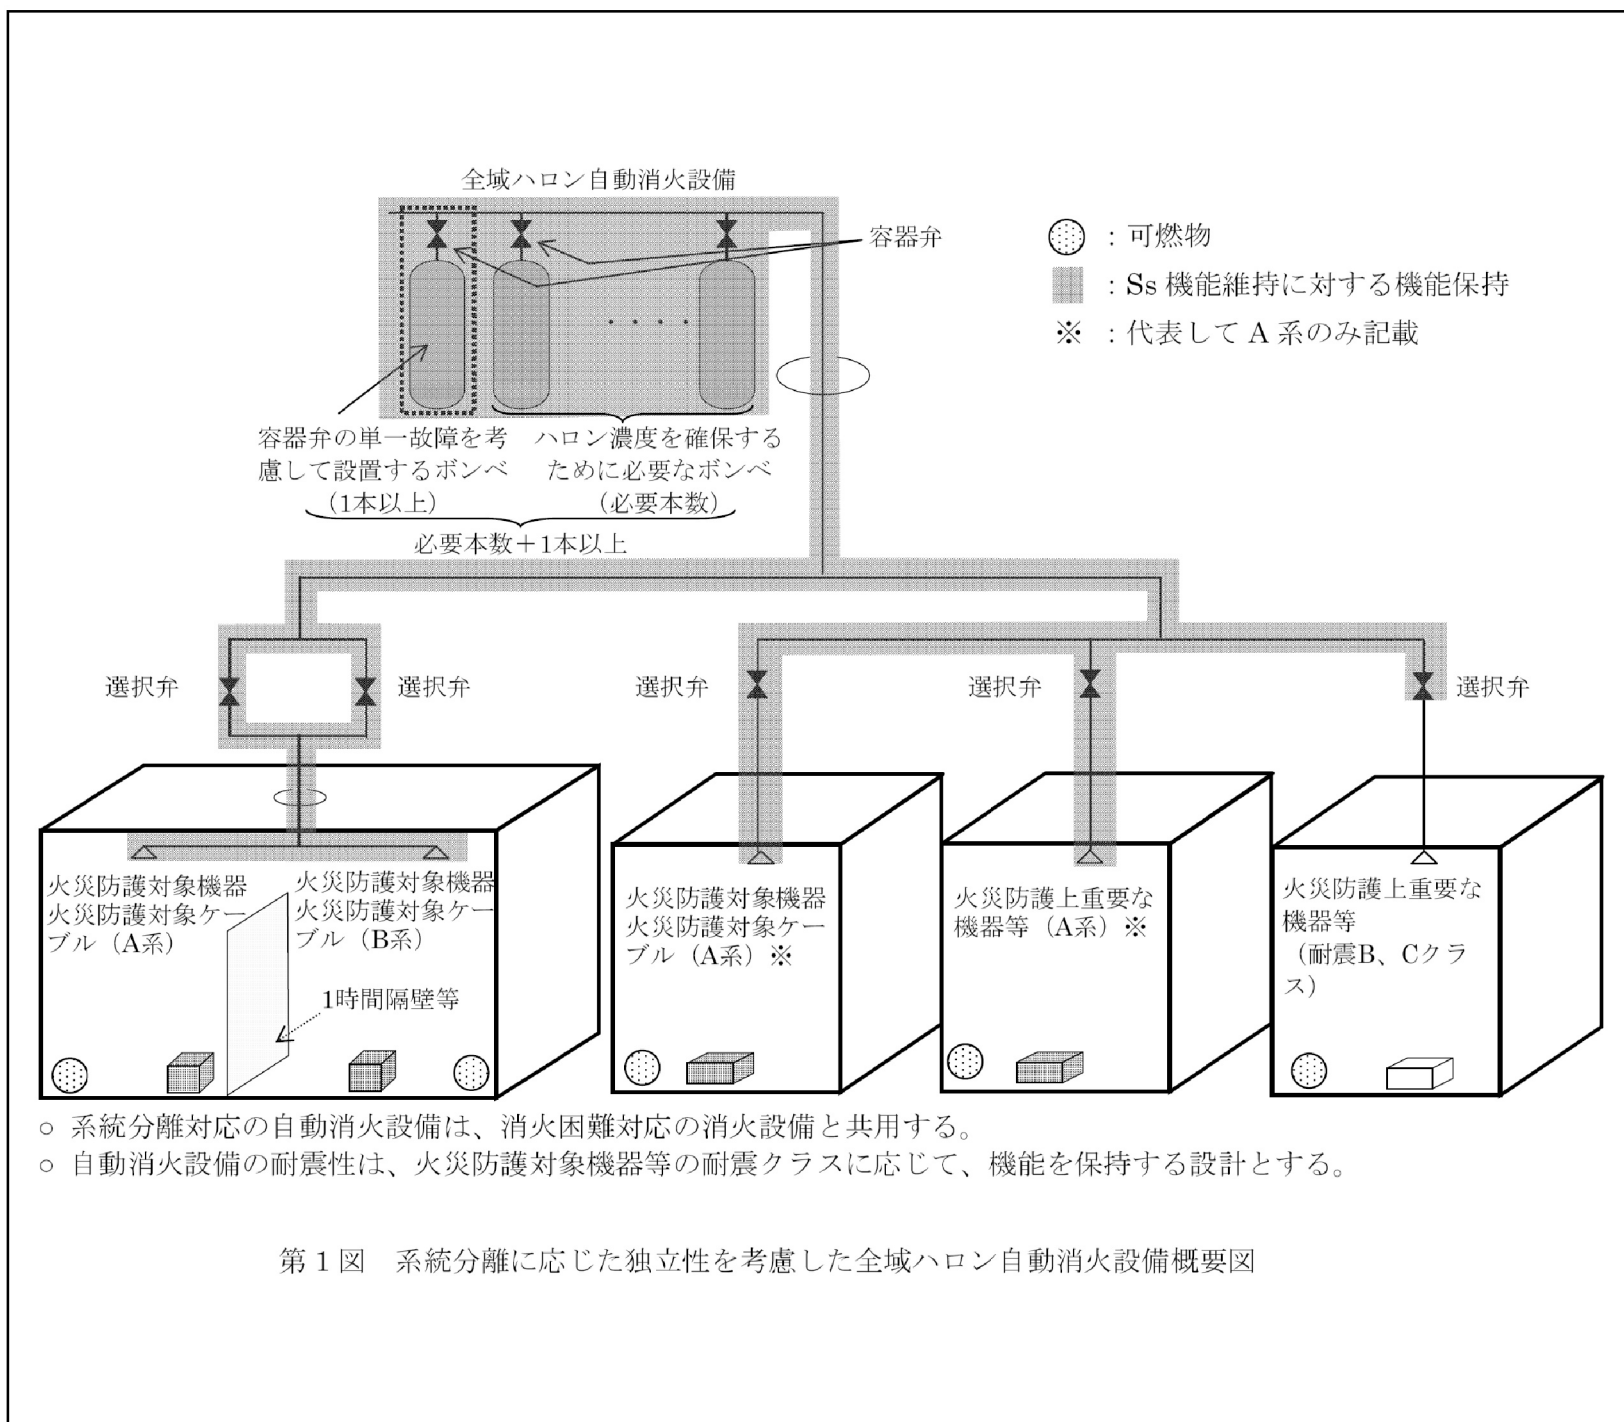 全域ハロン自動消火設備
容器弁
：可燃物
：Ss 機能維持に対する機能保持
※ ：代表して A 系のみ記載
容器弁の単一故障を考
慮して設置するボンベ
（1本以上）
ハロン濃度を確保する
ために必要なボンベ
（必要本数）
必要本数＋1本以上
選択弁
選択弁
選択弁
選択弁
選択弁
火災防護対象機器
火災防護対象ケー
ブル（A系）
火災防護対象機器
火災防護対象ケー
ブル（B系）
1時間隔壁等
火災防護対象機器
火災防護対象ケー
ブル（A系）※
火災防護上重要な
機器等（A系）※
火災防護上重要な
機器等
（耐震B、Cクラ
ス）
○ 系統分離対応の自動消火設備は、消火困難対応の消火設備と共用する。
○ 自動消火設備の耐震性は、火災防護対象機器等の耐震クラスに応じて、機能を保持する設計とする。
第 1 図　系統分離に応じた独立性を考慮した全域ハロン自動消火設備概要図